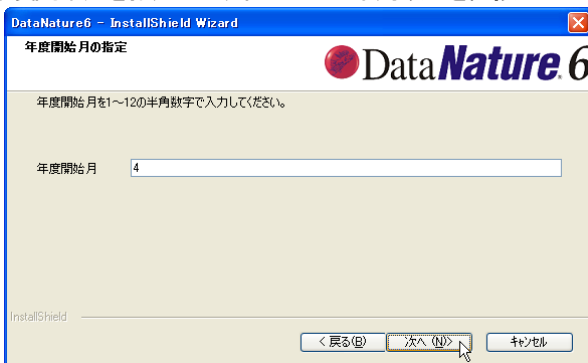 DataNature6 - InstallShield Wizard
年度開始月の指定
Data Nature. 6
年度開始月を1～12の半角数字で入力してください。
年度開始月
4
InstallShield
< 戻る(B)
次へ (N)>
キャンセル